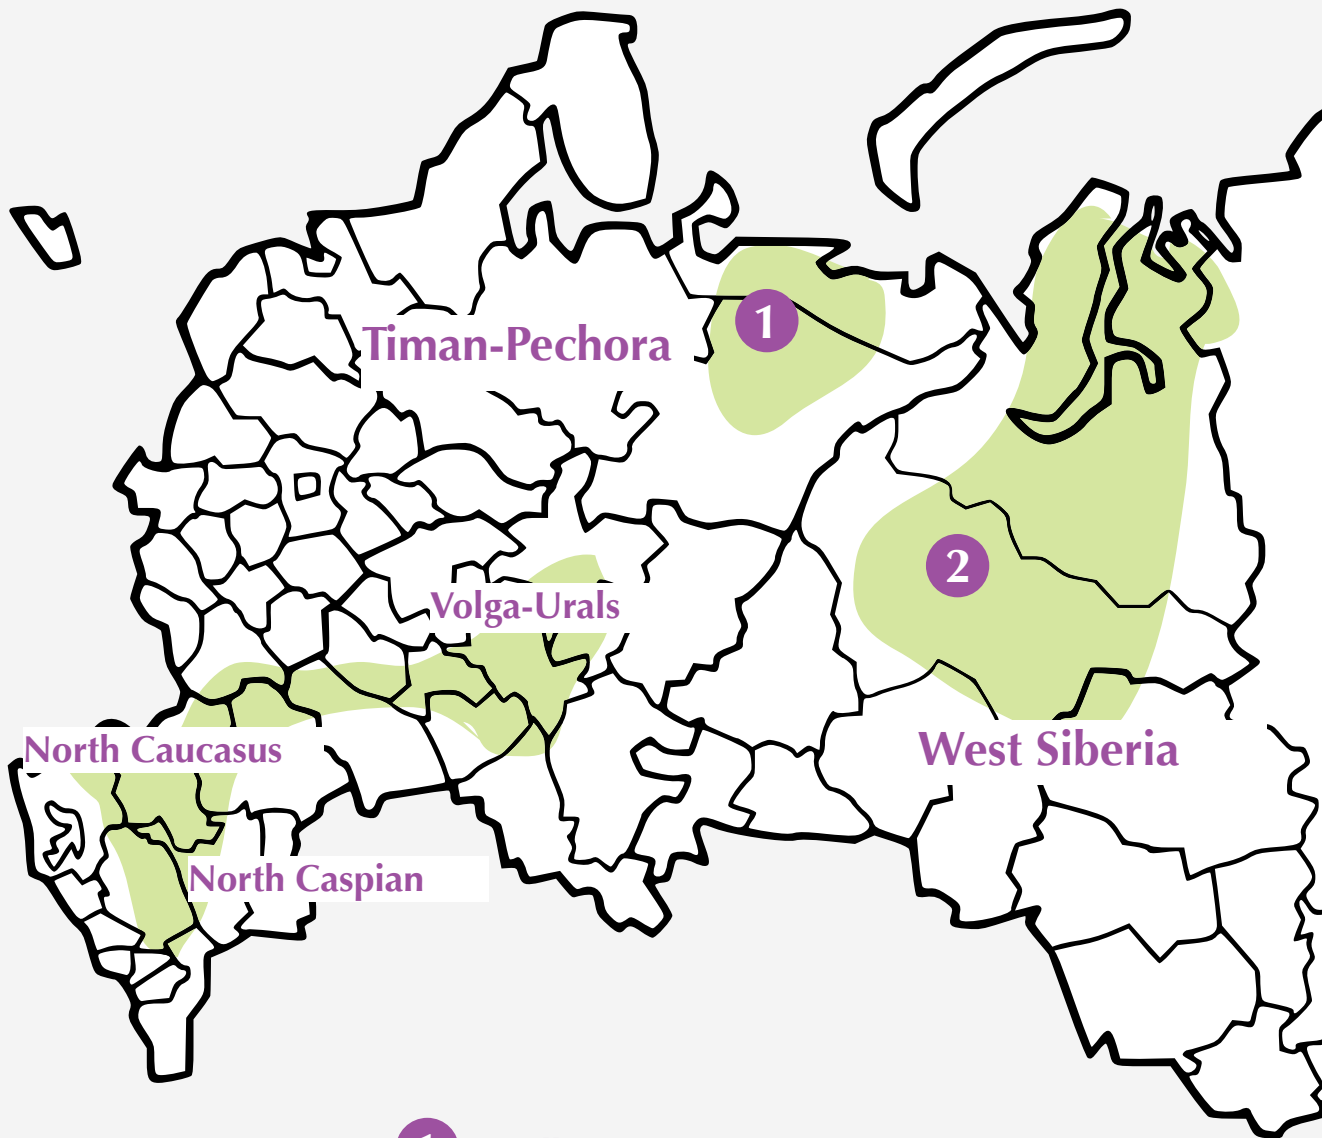 1
Timan-Pechora
2
Volga-Urals
North Caucasus
West Siberia
North Caspian